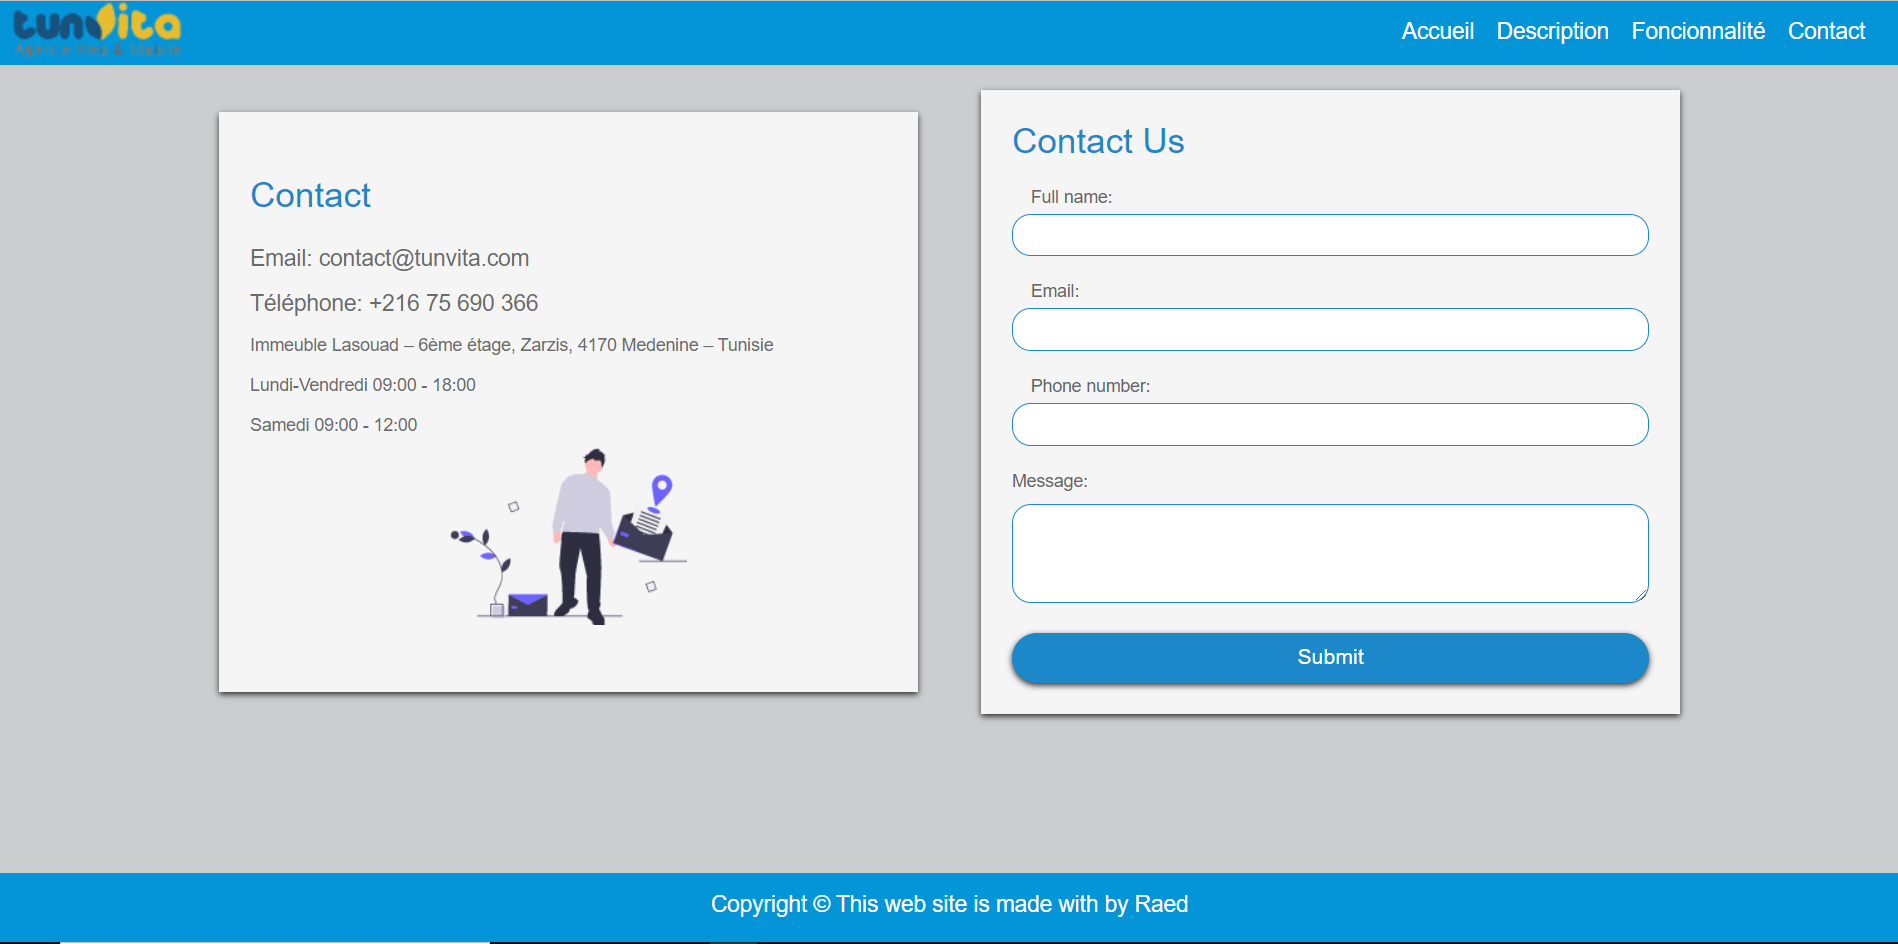 tunvita
Agence Web & Mobile
Accueil Description Foncionnalité Contact
Contact
Email: contact@tunvita.com
Téléphone: +216 75 690 366
Immeuble Lasouad – 6ème étage, Zarzis, 4170 Medenine – Tunisie
Lundi-Vendredi 09:00 - 18:00
Samedi 09:00 - 12:00
Contact Us
Full name:
Email:
Phone number:
Message:
Submit
Copyright © This web site is made with by Raed